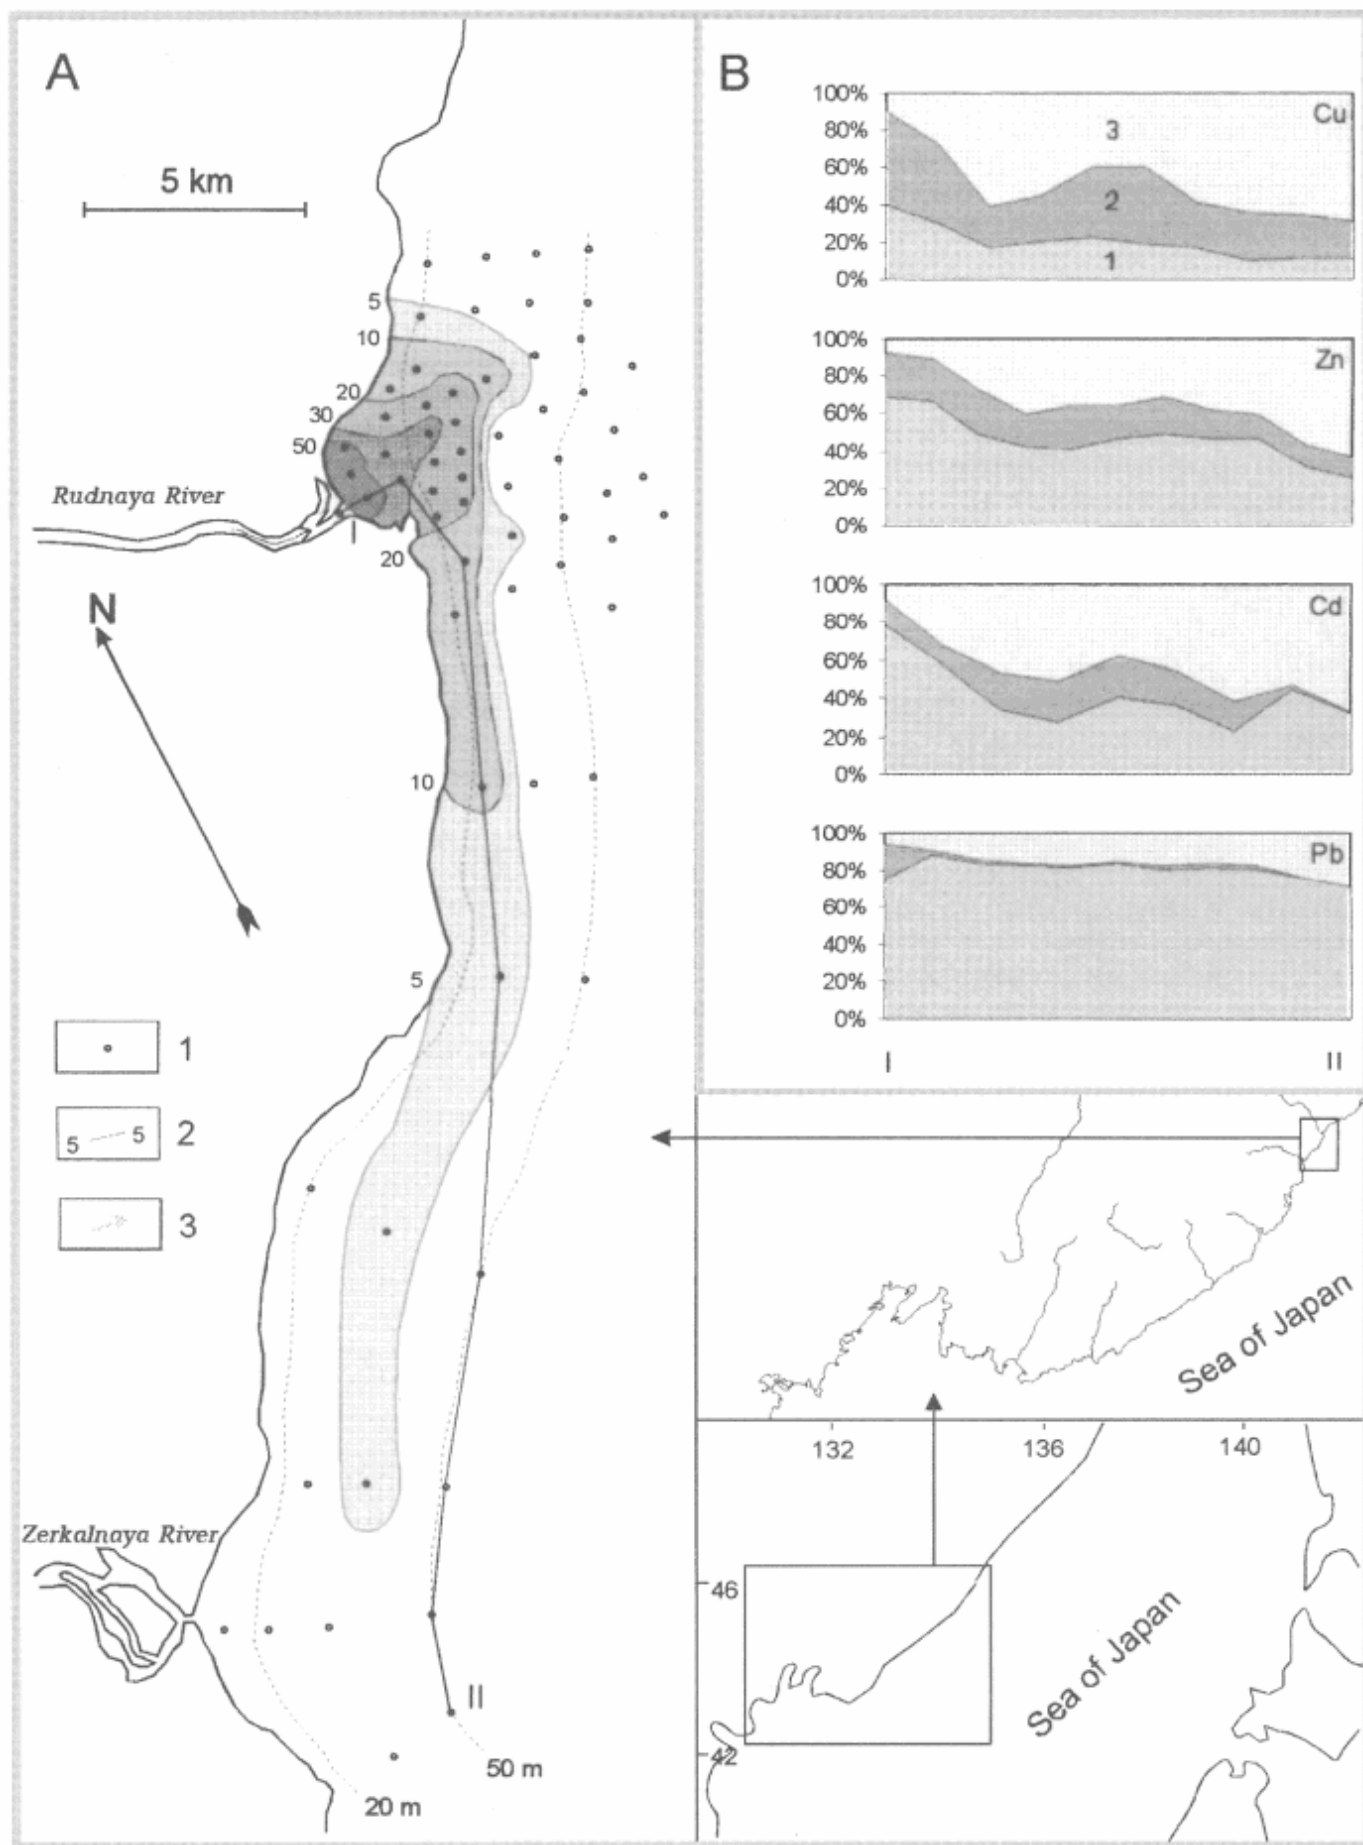 A
5 km
5
10
20
30
50
Rudnaya River
I
20
N
10
5
1
5 5 2
3
Zerkalnaya River
II
50 m
20 m
B
100%
80%
60%
40%
20%
0%
Cu
3
2
1
100%
80%
60%
40%
20%
0%
Zn
100%
80%
60%
40%
20%
0%
Cd
100%
80%
60%
40%
20%
0%
Pb
I II
Sea of Japan
132 136 140
46
42
Sea of Japan